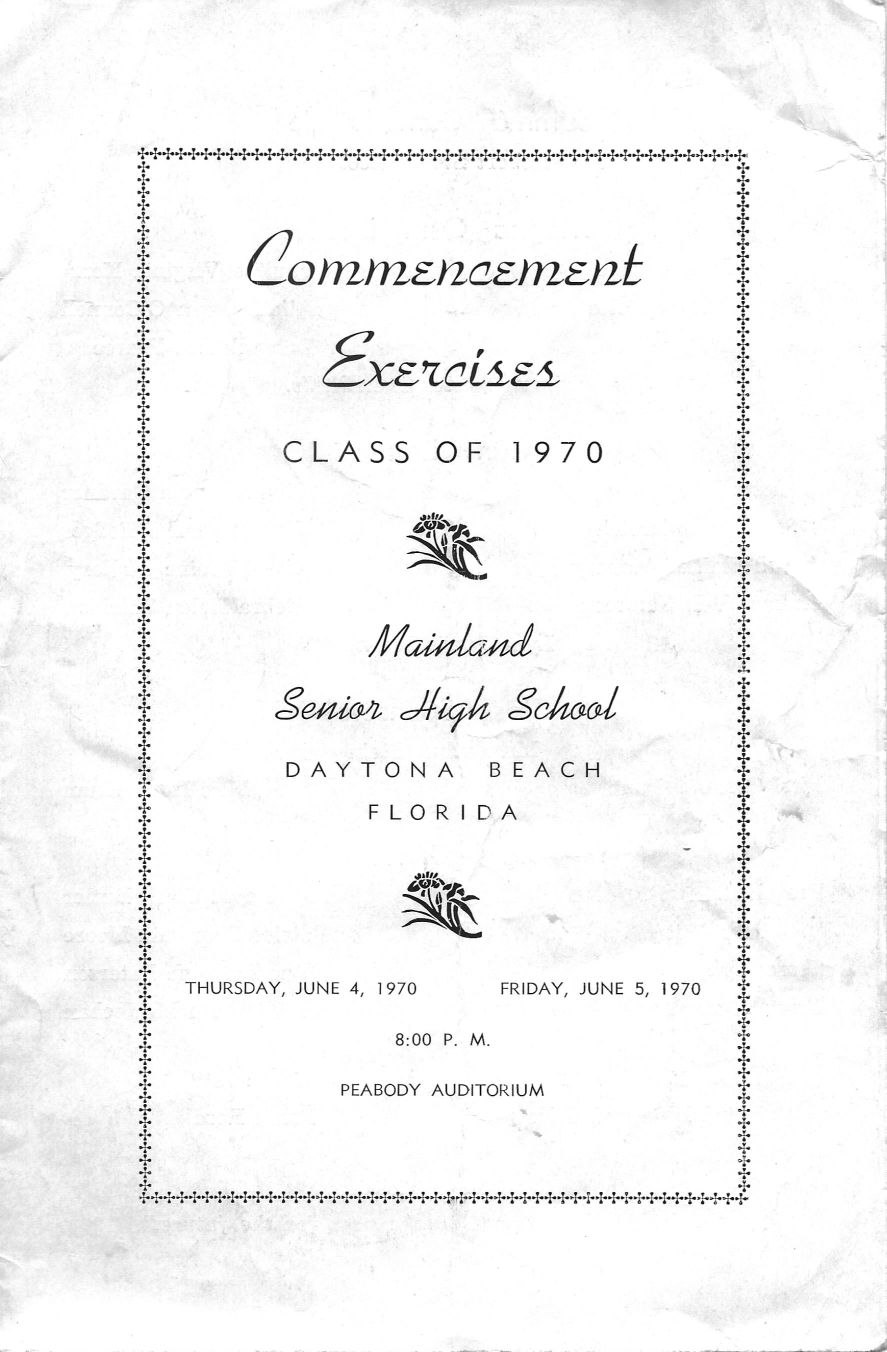 Commencement
Exercises
CLASS OF 1970
Mainland
Senior High School
DAYTONA BEACH
FLORIDA
THURSDAY, JUNE 4, 1970 FRIDAY, JUNE 5, 1970
8:00 P. M.
PEABODY AUDITORIUM